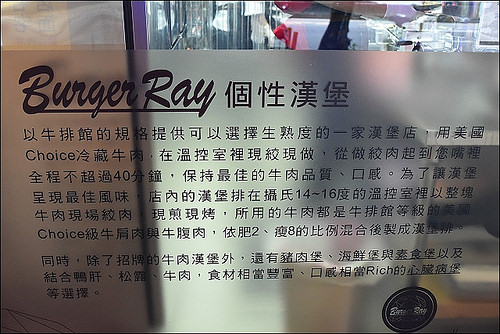 Burger Ray 個性漢堡
以牛排館的規格提供可以選擇生熟度的一家漢堡店，用美國
Choice冷藏牛肉，在溫控室裡現絞現做，從做絞肉起到您嘴裡
全程不超過40分鐘，保持最佳的牛肉品質、口感。為了讓漢堡
呈現最佳風味，店內的漢堡排在攝氏14~16度的溫控室裡以整塊
牛肉現場絞肉，現煎現烤，所用的牛肉都是牛排館等級的美國
Choice級牛肩肉與牛腹肉，依肥2、瘦8的比例混合後製成漢堡排。
同時，除了招牌的牛肉漢堡外，還有豬肉堡、海鮮堡與素食堡以及
結合鴨肝、松露、牛肉，食材相當豐富、口感相當Rich的心臟病堡
等選擇。
Burger Ray